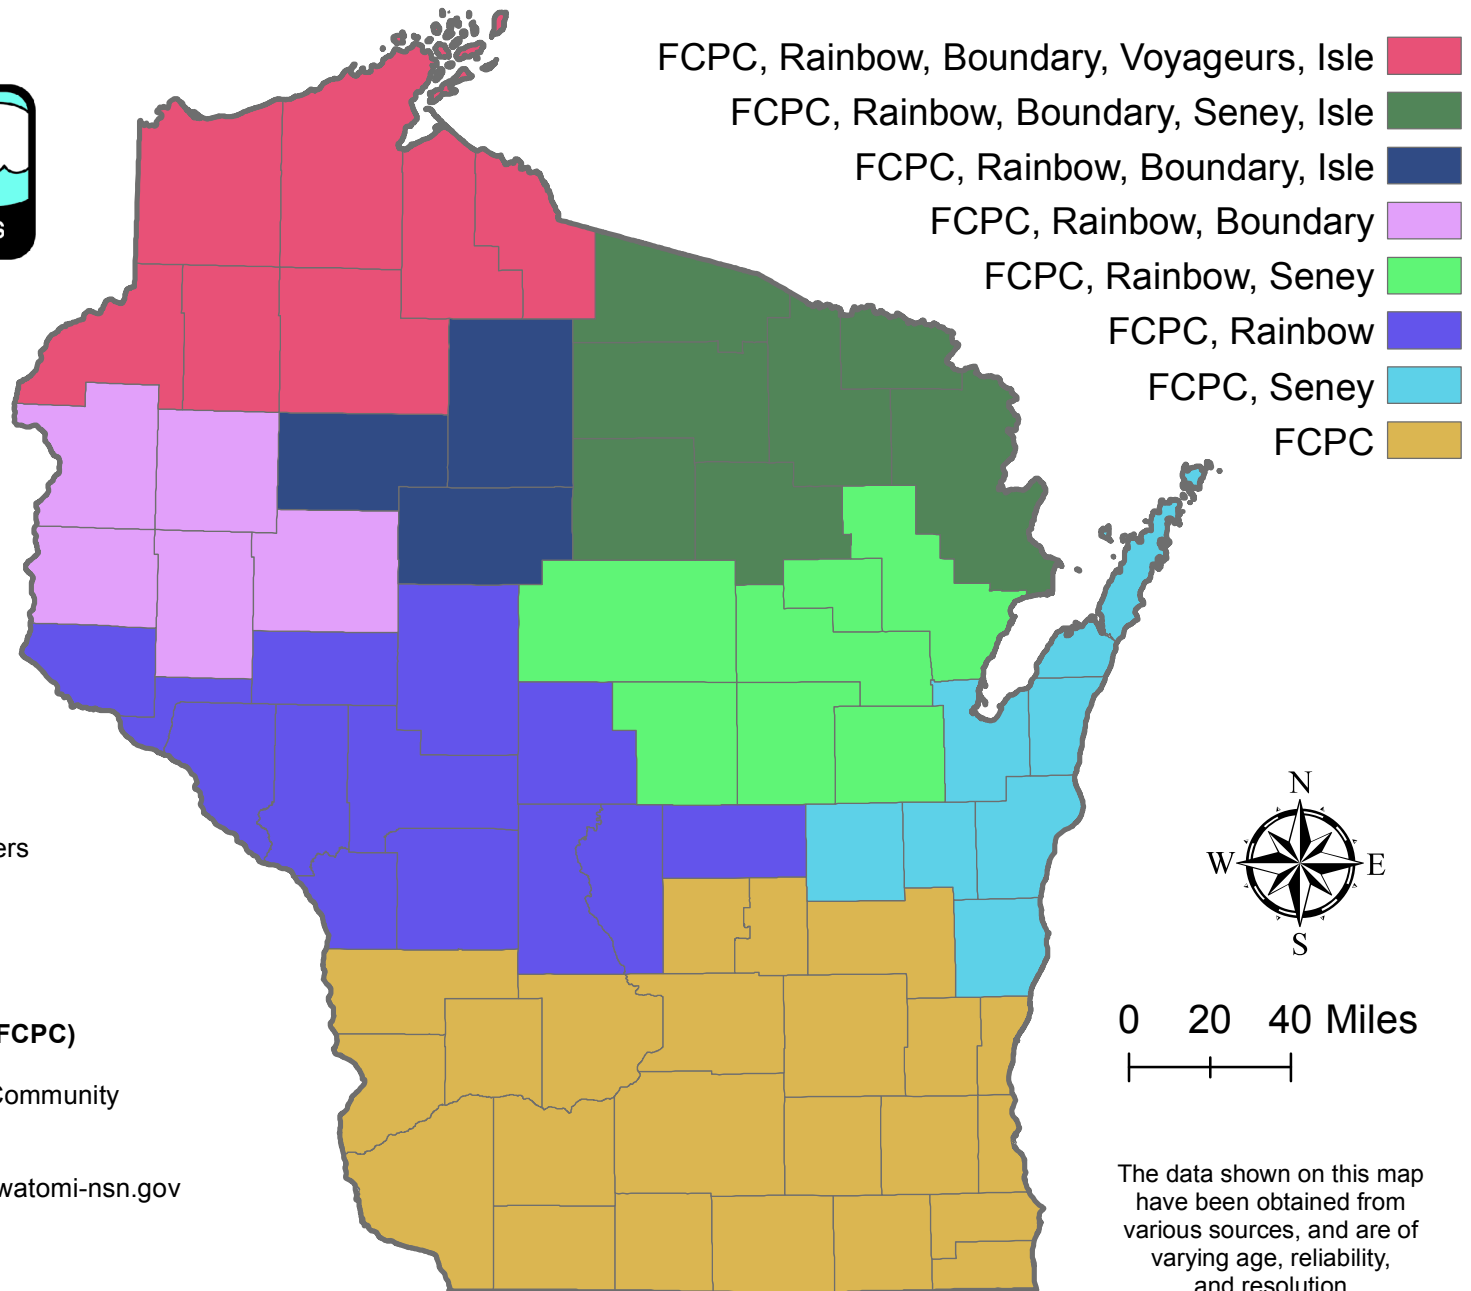 FCPC, Rainbow, Boundary, Voyageurs, Isle
FCPC, Rainbow, Boundary, Seney, Isle
FCPC, Rainbow, Boundary, Isle
FCPC, Rainbow, Boundary
FCPC, Rainbow, Seney
FCPC, Rainbow
FCPC, Seney
FCPC
s
ers
FCPC)
Community
watomi-nsn.gov
N
W E
S
0 20 40 Miles
The data shown on this map
have been obtained from
various sources, and are of
varying age, reliability,
and resolution